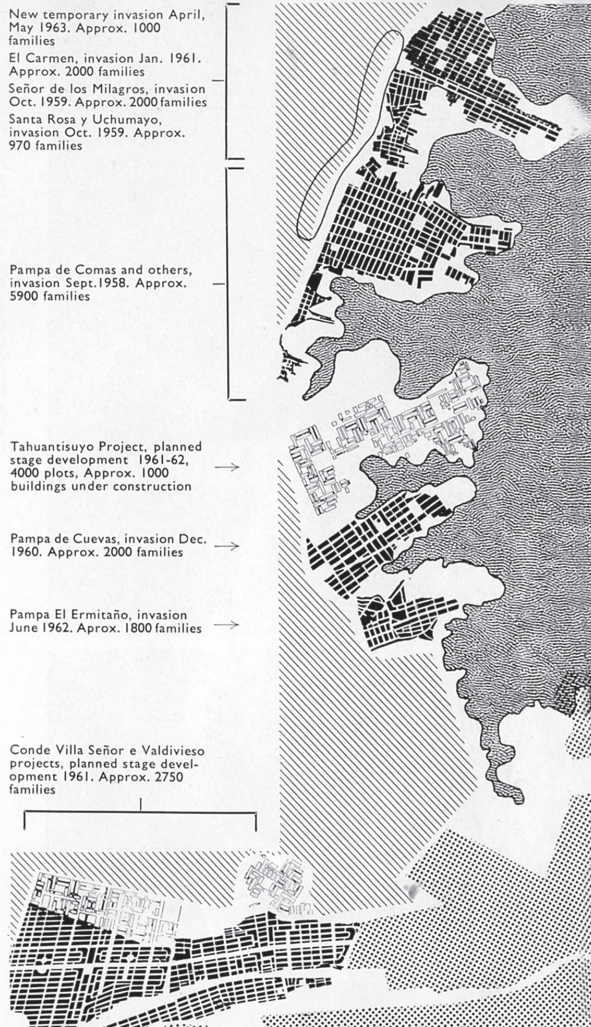 New temporary invasion April,
May 1963. Approx. 1000
families
El Carmen, invasion Jan. 1961.
Approx. 2000 families
Señor de los Milagros, invasion
Oct. 1959. Approx. 2000 families
Santa Rosa y Uchumayo,
invasion Oct. 1959. Approx.
970 families
Pampa de Comas and others,
invasion Sept. 1958. Approx.
5900 families
Tahuantisuyo Project, planned
stage development 1961-62,
4000 plots, Approx. 1000
buildings under construction
Pampa de Cuevas, invasion Dec.
1960. Approx. 2000 families
Pampa El Ermitaño, invasion
June 1962. Aprox. 1800 families
Conde Villa Señor e Valdivieso
projects, planned stage devel-
opment 1961. Approx. 2750
families